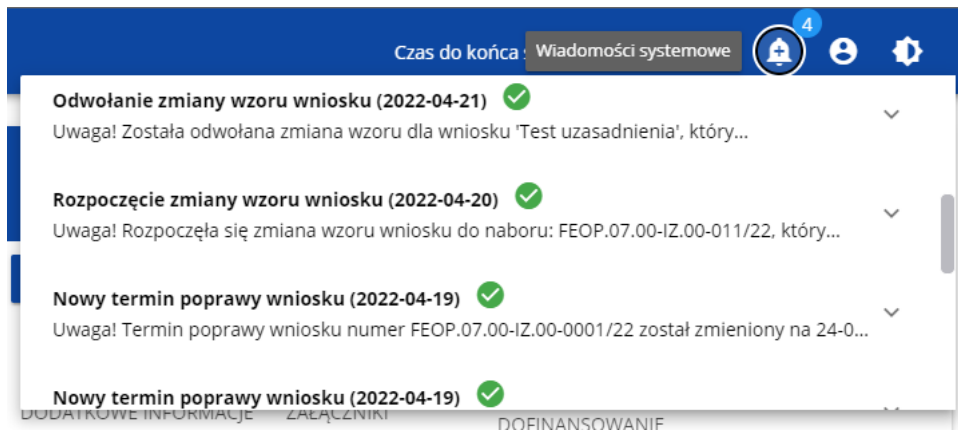 4
Czas do końca
Wiadomości systemowe
Odwołanie zmiany wzoru wniosku (2022-04-21)
Uwaga! Została odwołana zmiana wzoru dla wniosku 'Test uzasadnienia', który...
Rozpoczęcie zmiany wzoru wniosku (2022-04-20)
Uwaga! Rozpoczęła się zmiana wzoru wniosku do naboru: FEOP.07.00-IZ.00-011/22, który...
Nowy termin poprawy wniosku (2022-04-19)
Uwaga! Termin poprawy wniosku numer FEOP.07.00-IZ.00-0001/22 został zmieniony na 24-0...
Nowy termin poprawy wniosku (2022-04-19)
DODATKOWE INFORMACJE ZAŁĄCZNIKI
DOFINANSOWANIE